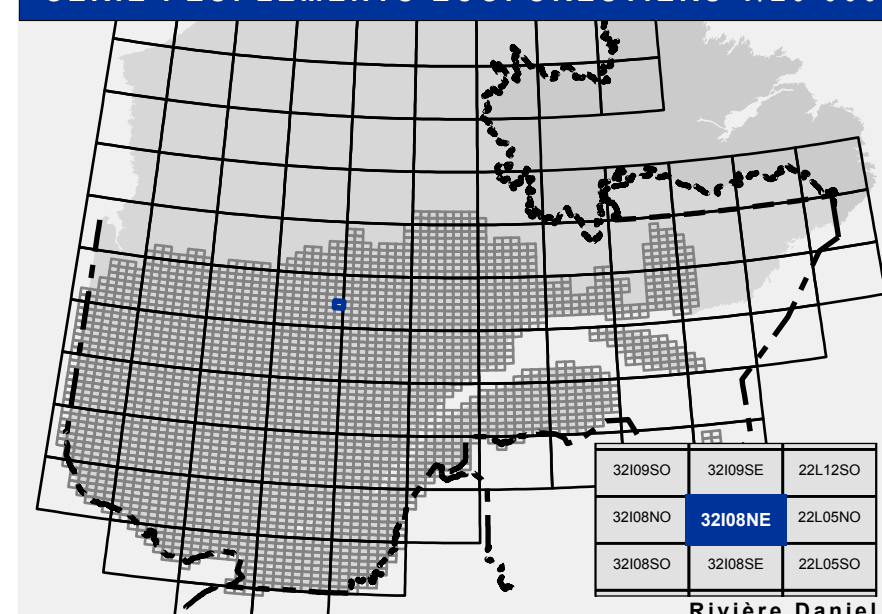 32I09SO 32I09SE 22L12SO
32I08NO 32I08NE 22L05NO
32I08SO 32I08SE 22L05SO
Rivière Daniel